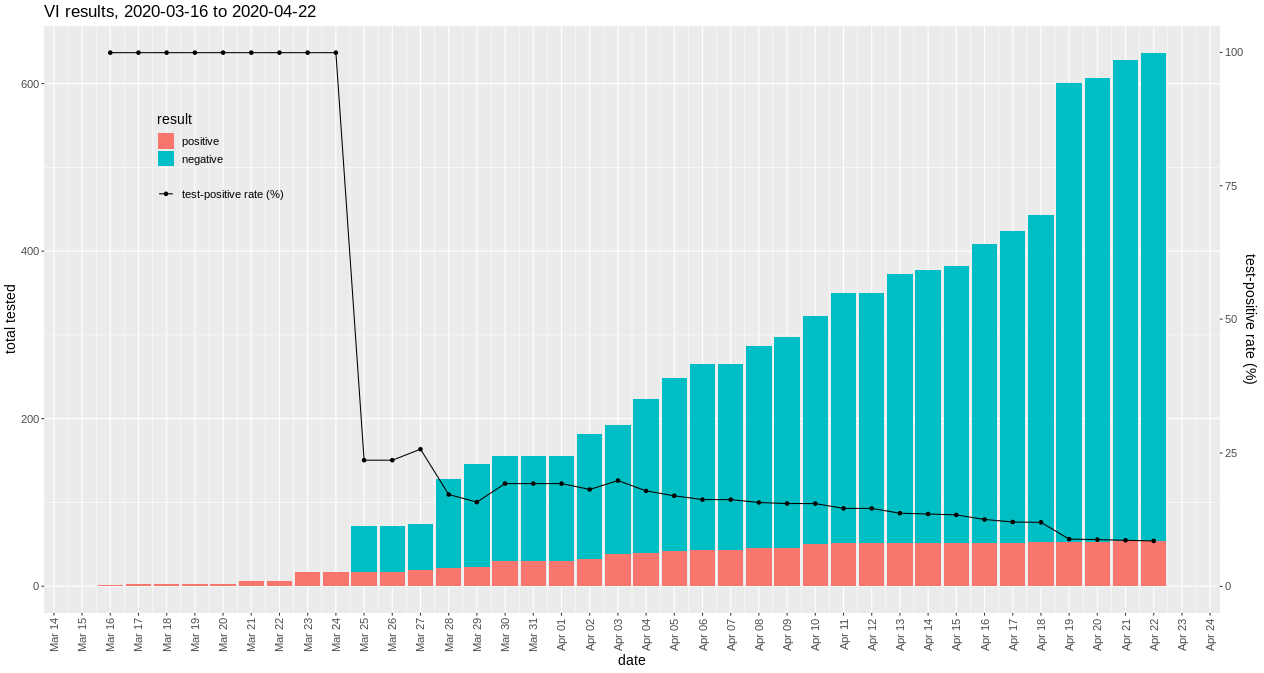 VI results, 2020-03-16 to 2020-04-22
total tested
600
400
200
0
result
positive
negative
test-positive rate (%)
100
75
50
25
0
test-positive rate (%)
Mar 14
Mar 15
Mar 16
Mar 17
Mar 18
Mar 19
Mar 20
Mar 21
Mar 22
Mar 23
Mar 24
Mar 25
Mar 26
Mar 27
Mar 28
Mar 29
Mar 30
Mar 31
Apr 01
Apr 02
Apr 03
Apr 04
Apr 05
Apr 06
Apr 07
Apr 08
Apr 09
Apr 10
Apr 11
Apr 12
Apr 13
Apr 14
Apr 15
Apr 16
Apr 17
Apr 18
Apr 19
Apr 20
Apr 21
Apr 22
Apr 23
Apr 24
date